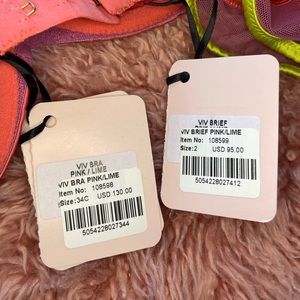 VIV BRA
PINK / LIME
VIV BRA PINK/LIME
Item No: 108598
Size:34C USD 130.00
5054228027344
VIV BRIEF
VIV BRIEF PINK/LIME
Item No: 108599
Size:2 USD 95.00
5054228027412